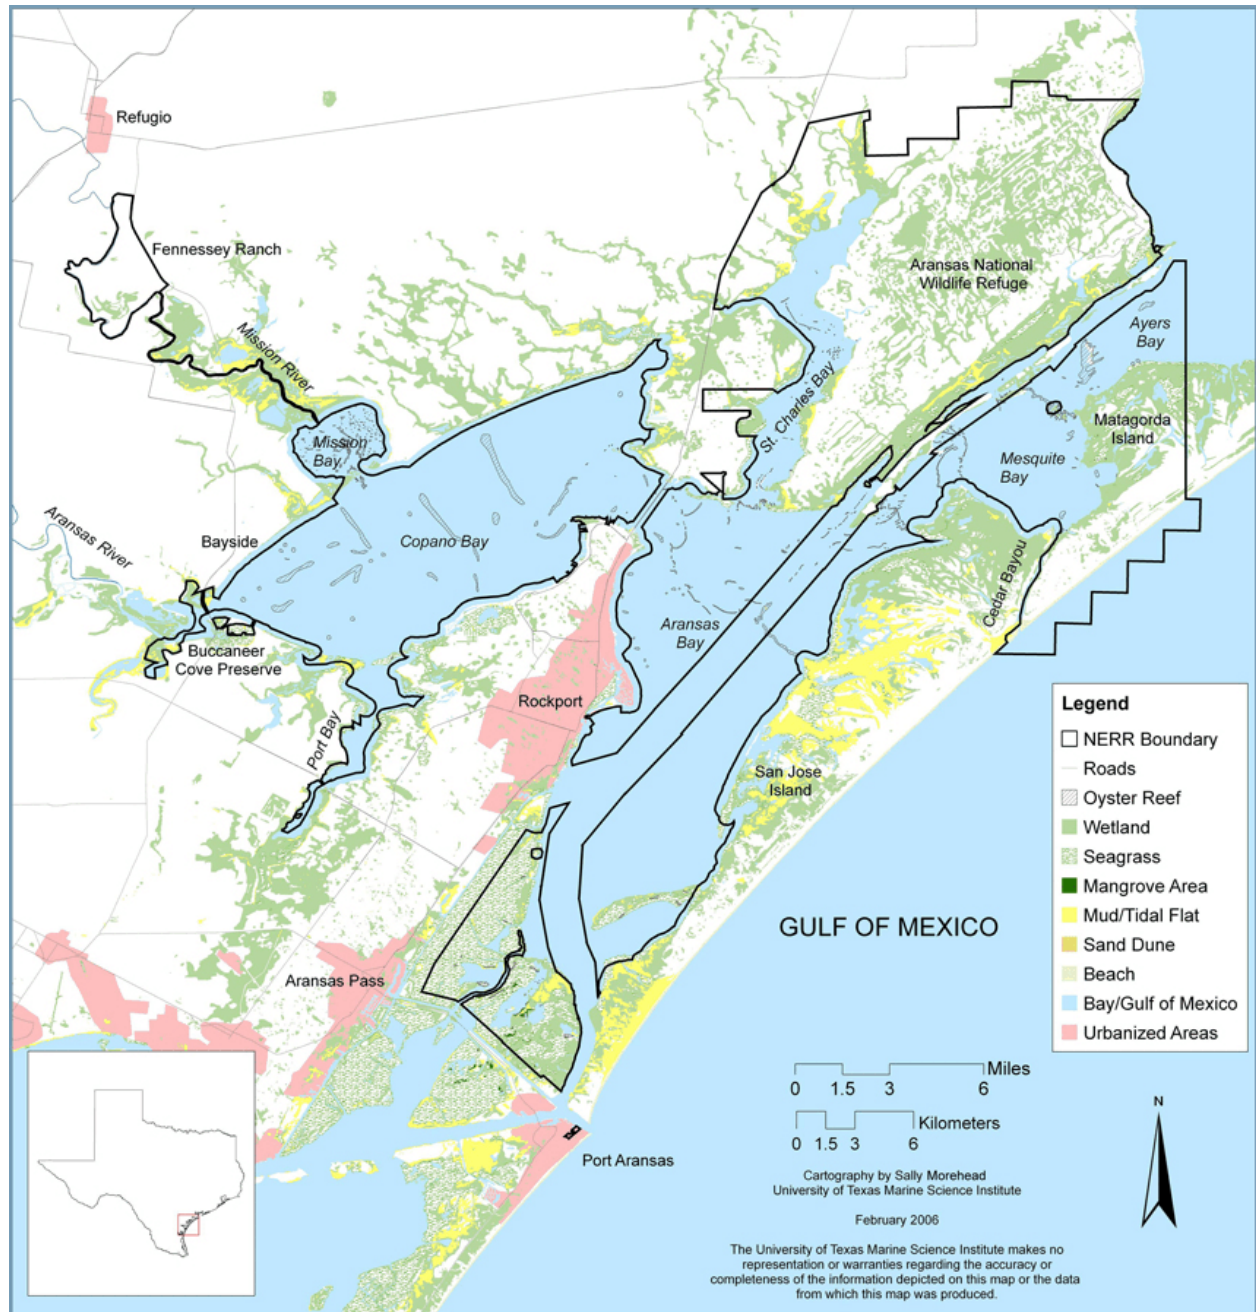 Refugio
Fennessey Ranch
Mission River
Aransas National
Wildlife Refuge
Ayers
Bay
St. Charles Bay
Matagorda
Island
Mission
Bay
Mesquite
Bay
Aransas River
Bayside
Copano Bay
Cedar Bayou
Aransas
Bay
Buccaneer
Cove Preserve
Rockport
Port Bay
San Jose
Island
Legend
NERR Boundary
Roads
Oyster Reef
Wetland
Seagrass
Mangrove Area
Mud/Tidal Flat
Sand Dune
Beach
Bay/Gulf of Mexico
Urbanized Areas
GULF OF MEXICO
Aransas Pass
Miles
0 1.5 3 6
Kilometers
0 1.5 3 6
N
Port Aransas
Cartography by Sally Morehead
University of Texas Marine Science Institute
February 2006
The University of Texas Marine Science Institute makes no
representation or warranties regarding the accuracy or
completeness of the information depicted on this map or the data
from which this map was produced.